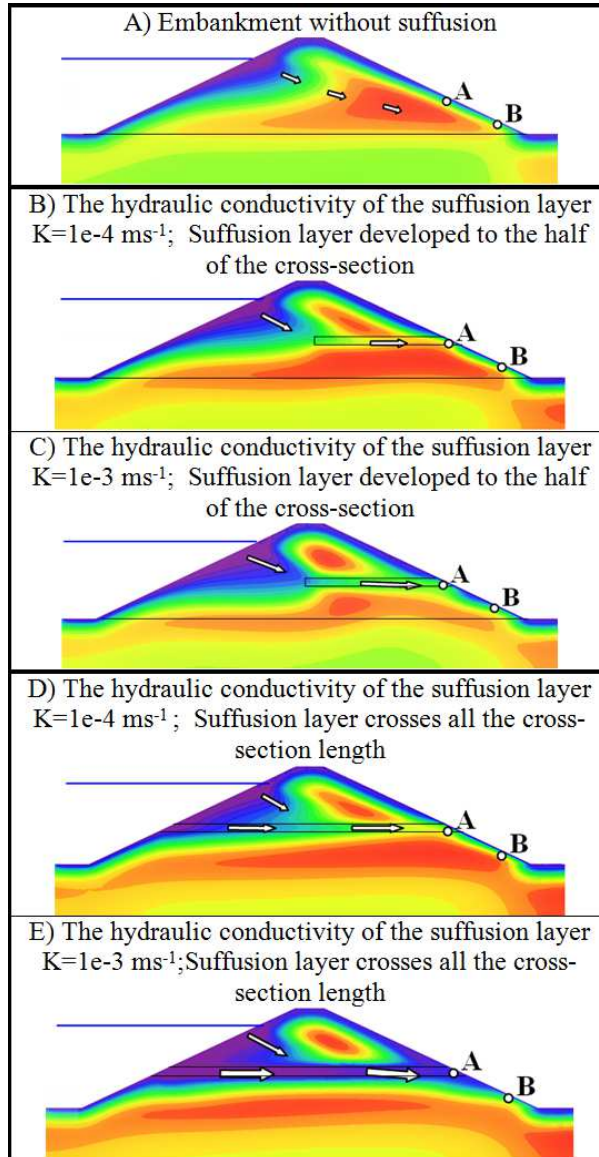 A) Embankment without suffusion
A
B
B) The hydraulic conductivity of the suffusion layer
K=1e-4 ms-1;  Suffusion layer developed to the half
of the cross-section
A
B
C) The hydraulic conductivity of the suffusion layer
K=1e-3 ms-1;  Suffusion layer developed to the half
of the cross-section
A
B
D) The hydraulic conductivity of the suffusion layer
K=1e-4 ms-1 ;  Suffusion layer crosses all the cross-
section length
A
B
E) The hydraulic conductivity of the suffusion layer
K=1e-3 ms-1;Suffusion layer crosses all the cross-
section length
A
B